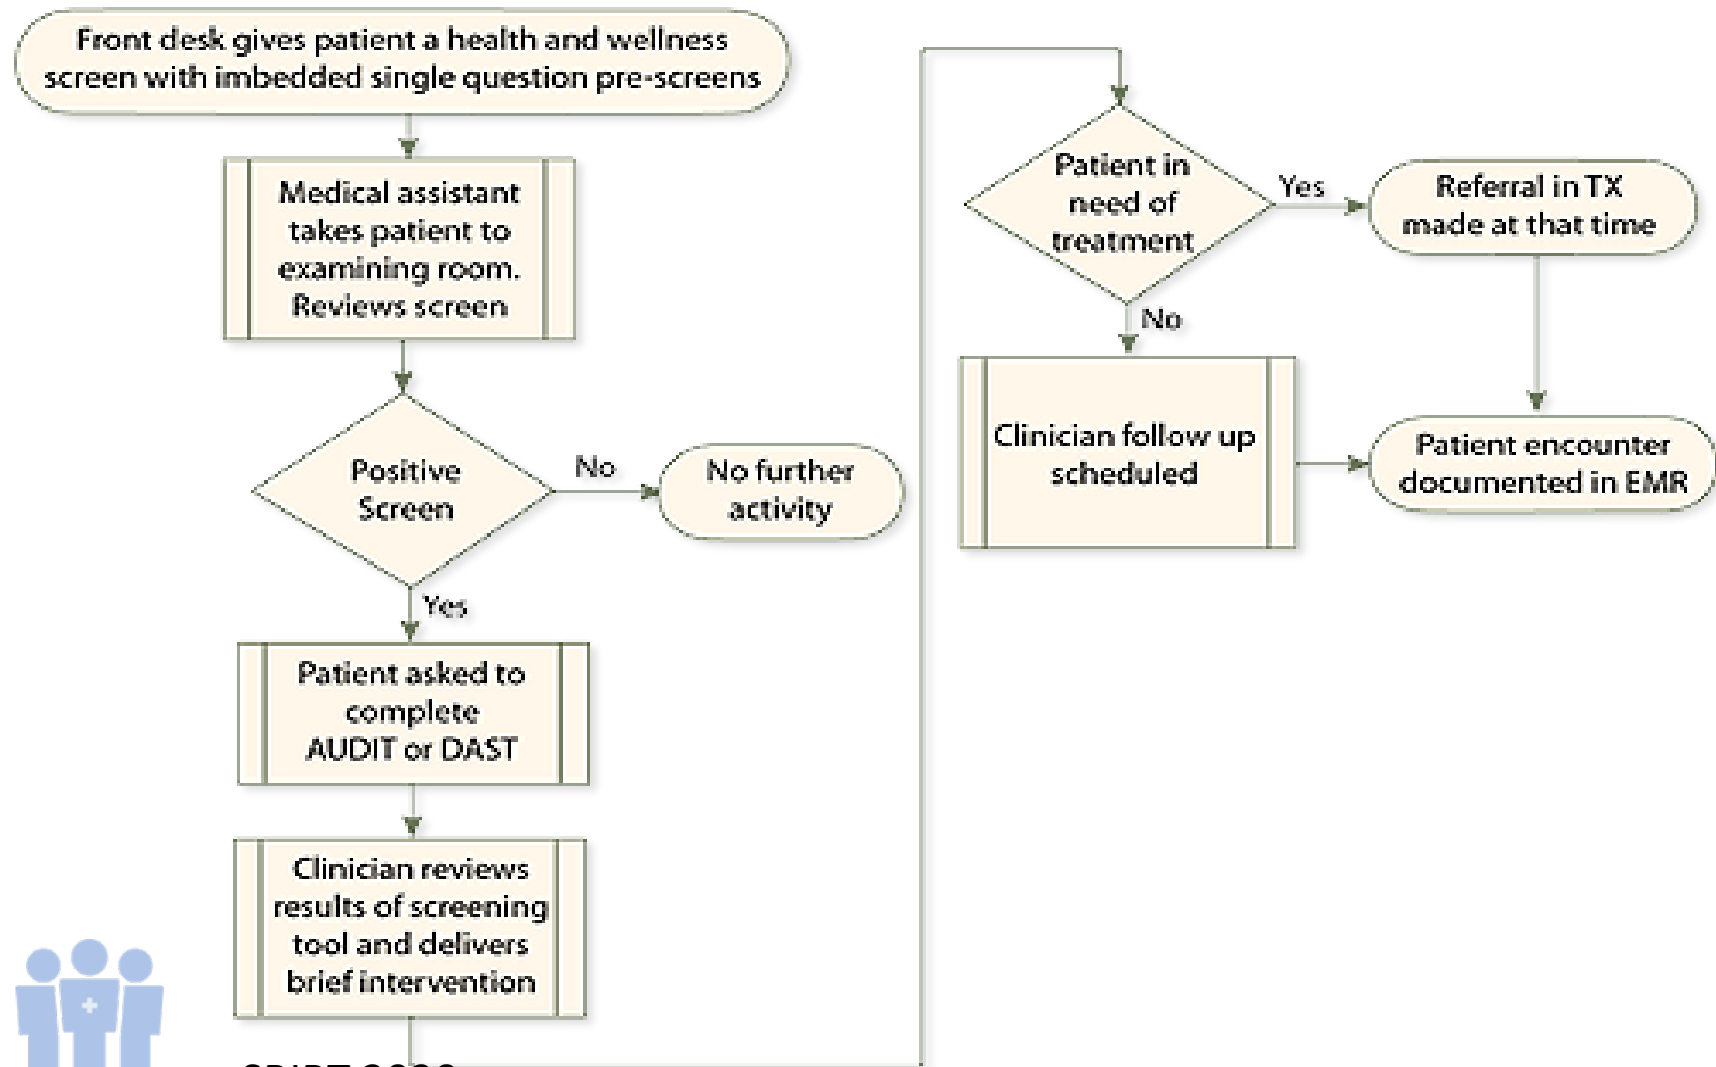 Front desk gives patient a health and wellness
screen with imbedded single question pre-screens
Medical assistant
takes patient to
examining room.
Reviews screen
Positive
Screen
No
No further
activity
Yes
Patient asked to
complete
AUDIT or DAST
Clinician reviews
results of screening
tool and delivers
brief intervention
Patient in
need of
treatment
Yes
Referral in TX
made at that time
No
Clinician follow up
scheduled
Patient encounter
documented in EMR